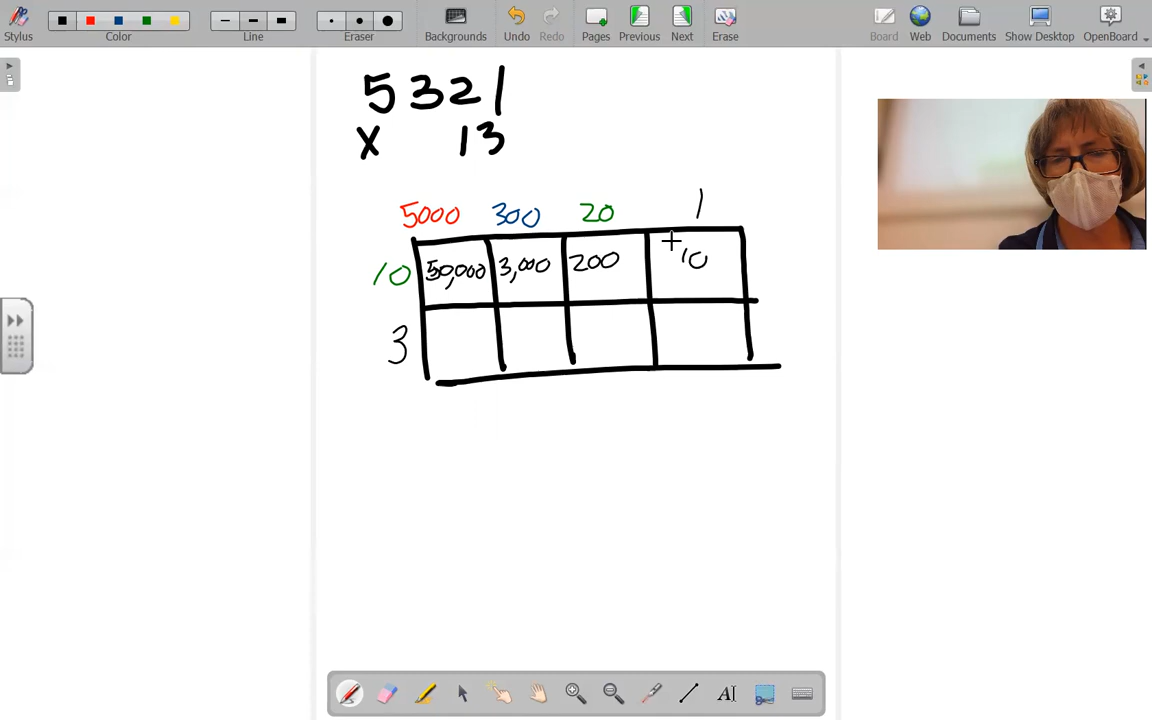 Stylus Color Line Eraser Backgrounds Undo Redo Pages Previous Next Erase Board Web Documents Show Desktop OpenBoard
5321
x 13
5000 300 20 1
10 50,000 3,000 200 10
3